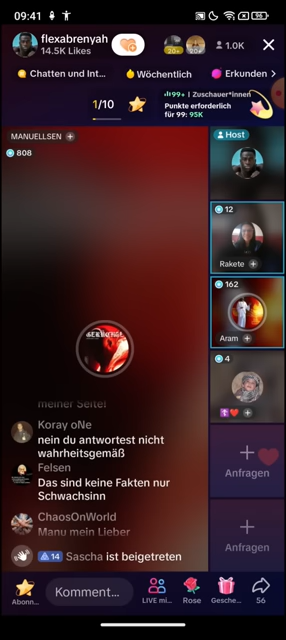 09:41
96
flexabrenyah
14.5K Likes
20+
20+
1.0K
Chatten und Int...
Wöchentlich
Erkunden
1/10
99+ | Zuschauer*innen
Punkte erforderlich
für 99: 95K
MANUELLSEN
808
Host
12
Rakete
162
Aram
4
Anfragen
Anfragen
meiner Seite!
Koray oNe
nein du antwortest nicht
wahrheitsgemäß
Felsen
Das sind keine Fakten nur
Schwachsinn
ChaosOnWorld
Manu mein Lieber
14 Sascha ist beigetreten
Abonn...
Komment...
LIVE mi...
Rose
Gesche...
56